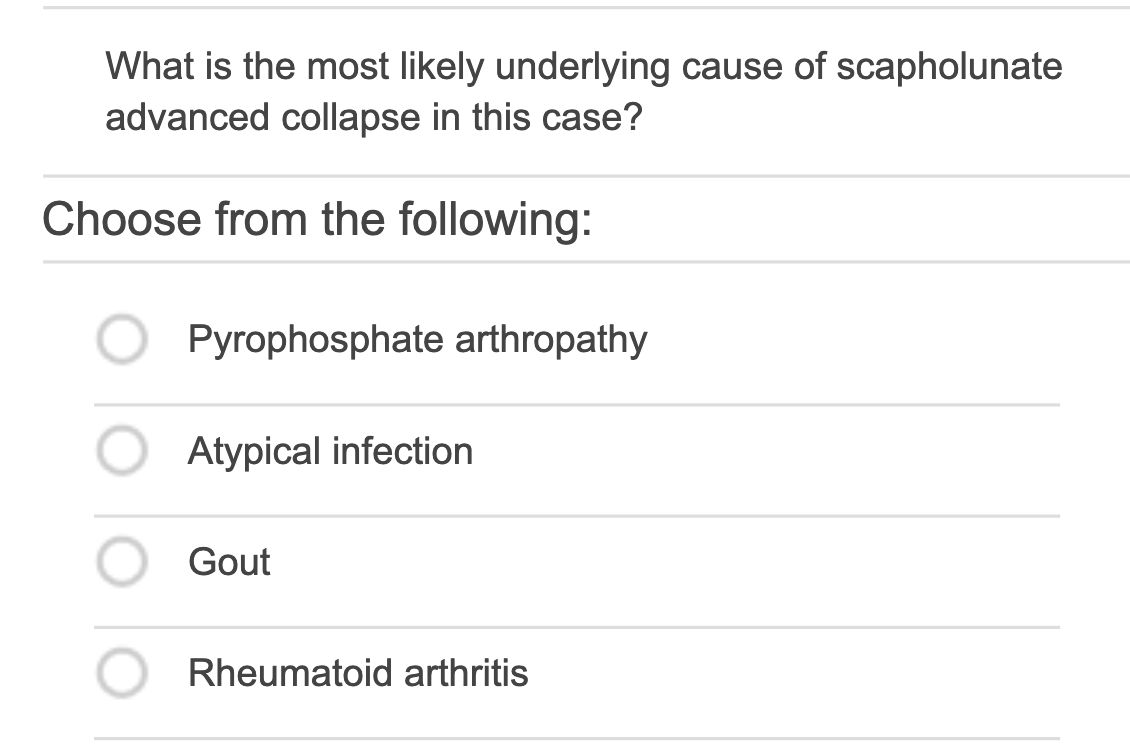 What is the most likely underlying cause of scapholunate
advanced collapse in this case?
Choose from the following:
Pyrophosphate arthropathy
Atypical infection
Gout
Rheumatoid arthritis